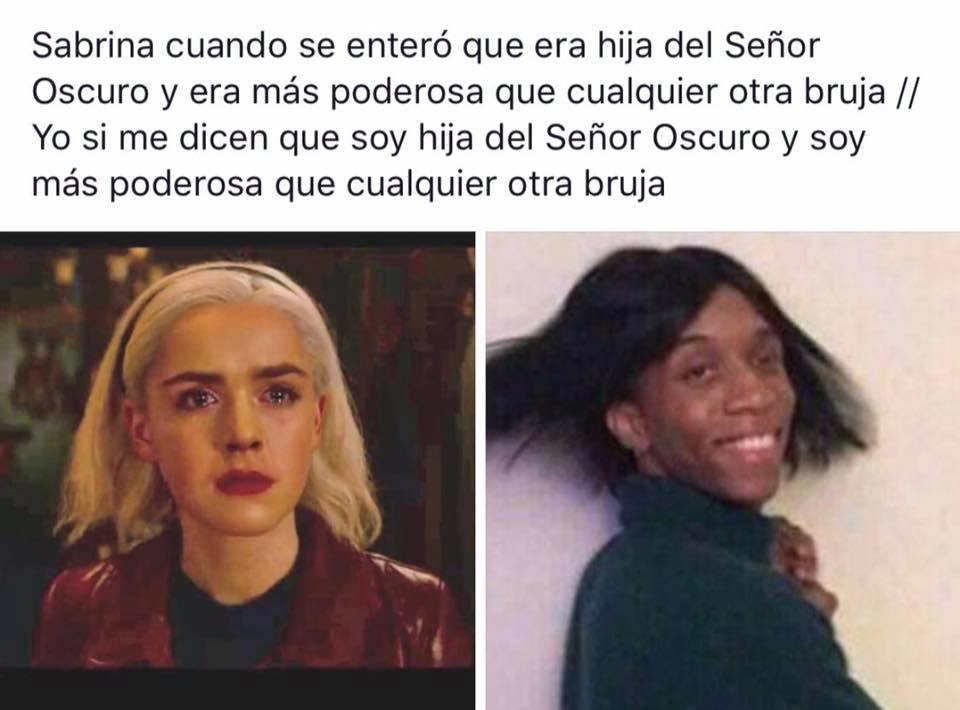 Sabrina cuando se enteró que era hija del Señor
Oscuro y era más poderosa que cualquier otra bruja //
Yo si me dicen que soy hija del Señor Oscuro y soy
más poderosa que cualquier otra bruja